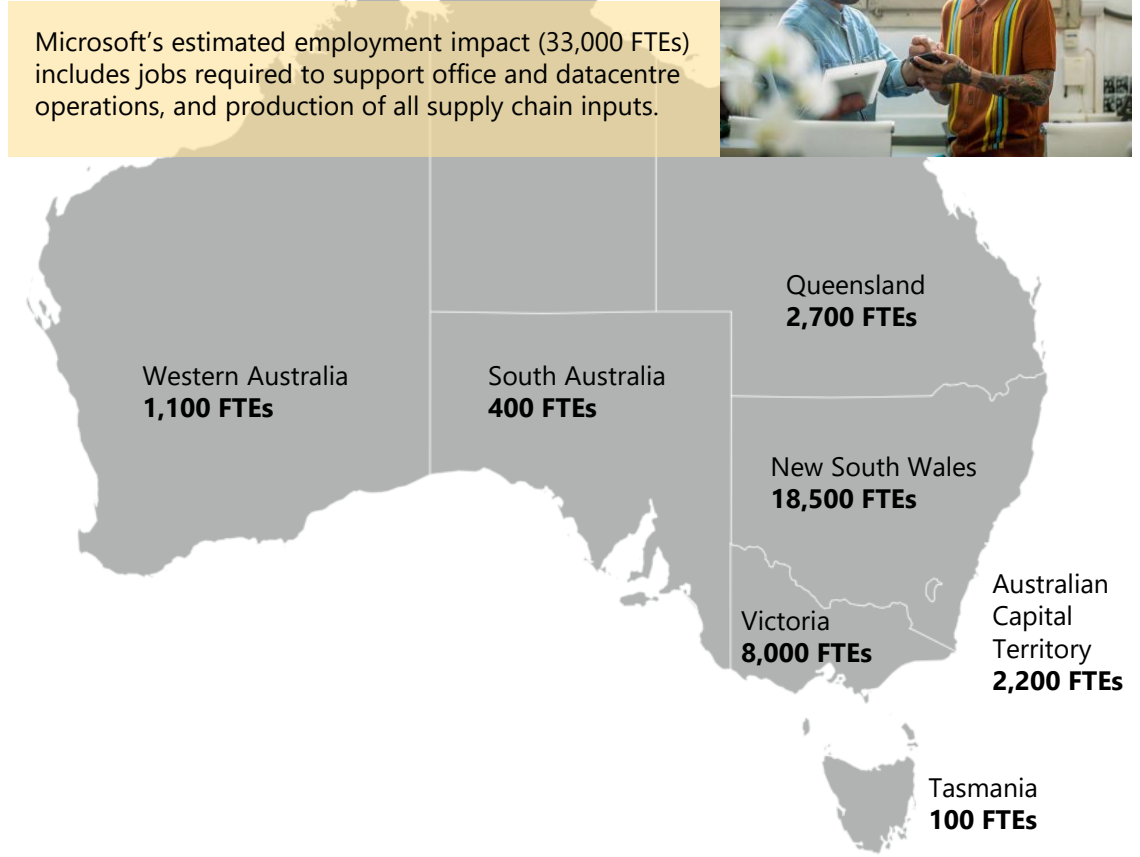 Microsoft’s estimated employment impact (33,000 FTEs)
includes jobs required to support office and datacentre
operations, and production of all supply chain inputs.
Queensland
2,700 FTEs
Western Australia
1,100 FTEs
South Australia
400 FTEs
New South Wales
18,500 FTEs
Victoria
8,000 FTEs
Australian
Capital
Territory
2,200 FTEs
Tasmania
100 FTEs